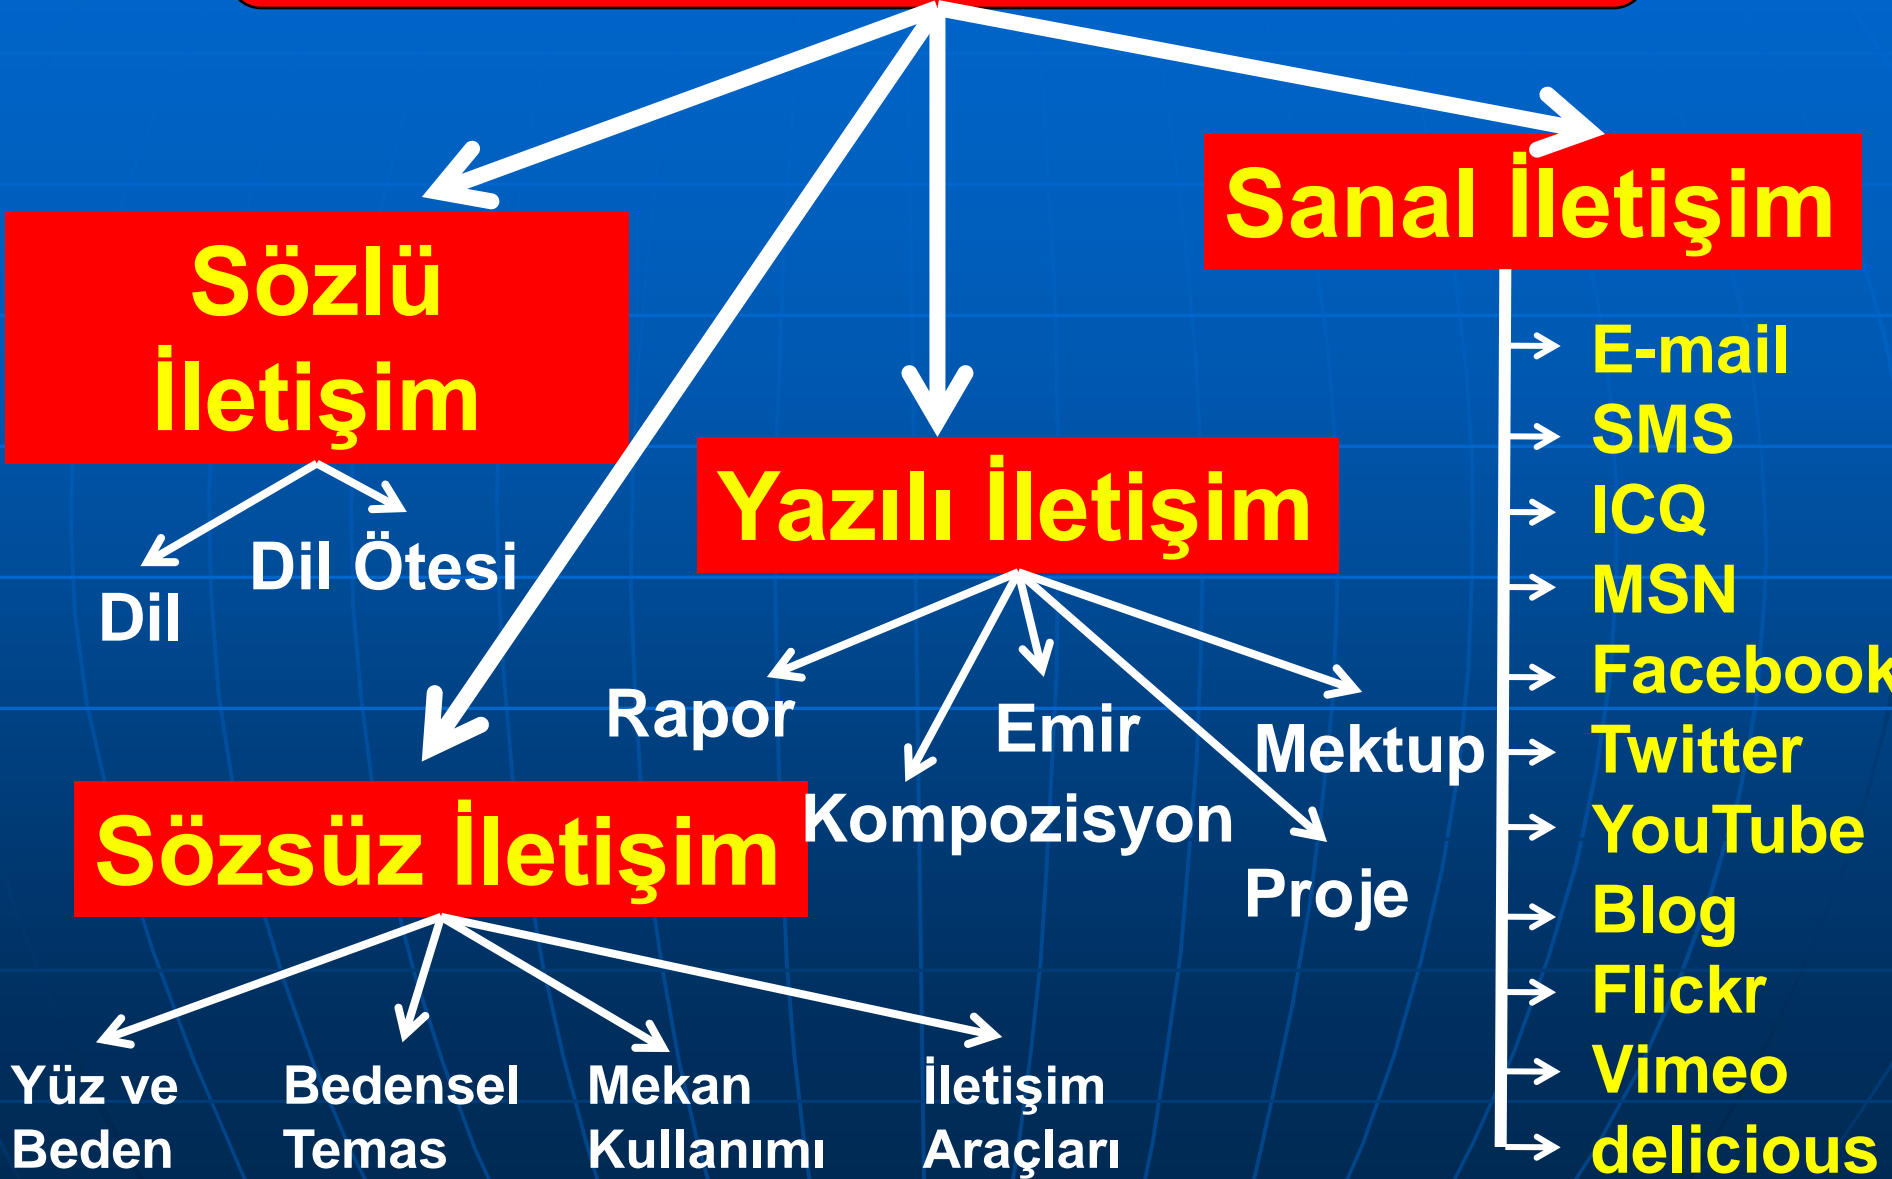 Sanal İletişim
Sözlü
İletişim
E-mail
SMS
ICQ
MSN
Facebook
Twitter
YouTube
Blog
Flickr
Vimeo
delicious
Yazılı İletişim
Dil Ötesi
Dil
Rapor
Emir
Mektup
Kompozisyon
Proje
Sözsüz İletişim
Yüz ve
Beden
Bedensel
Temas
Mekan
Kullanımı
İletişim
Araçları